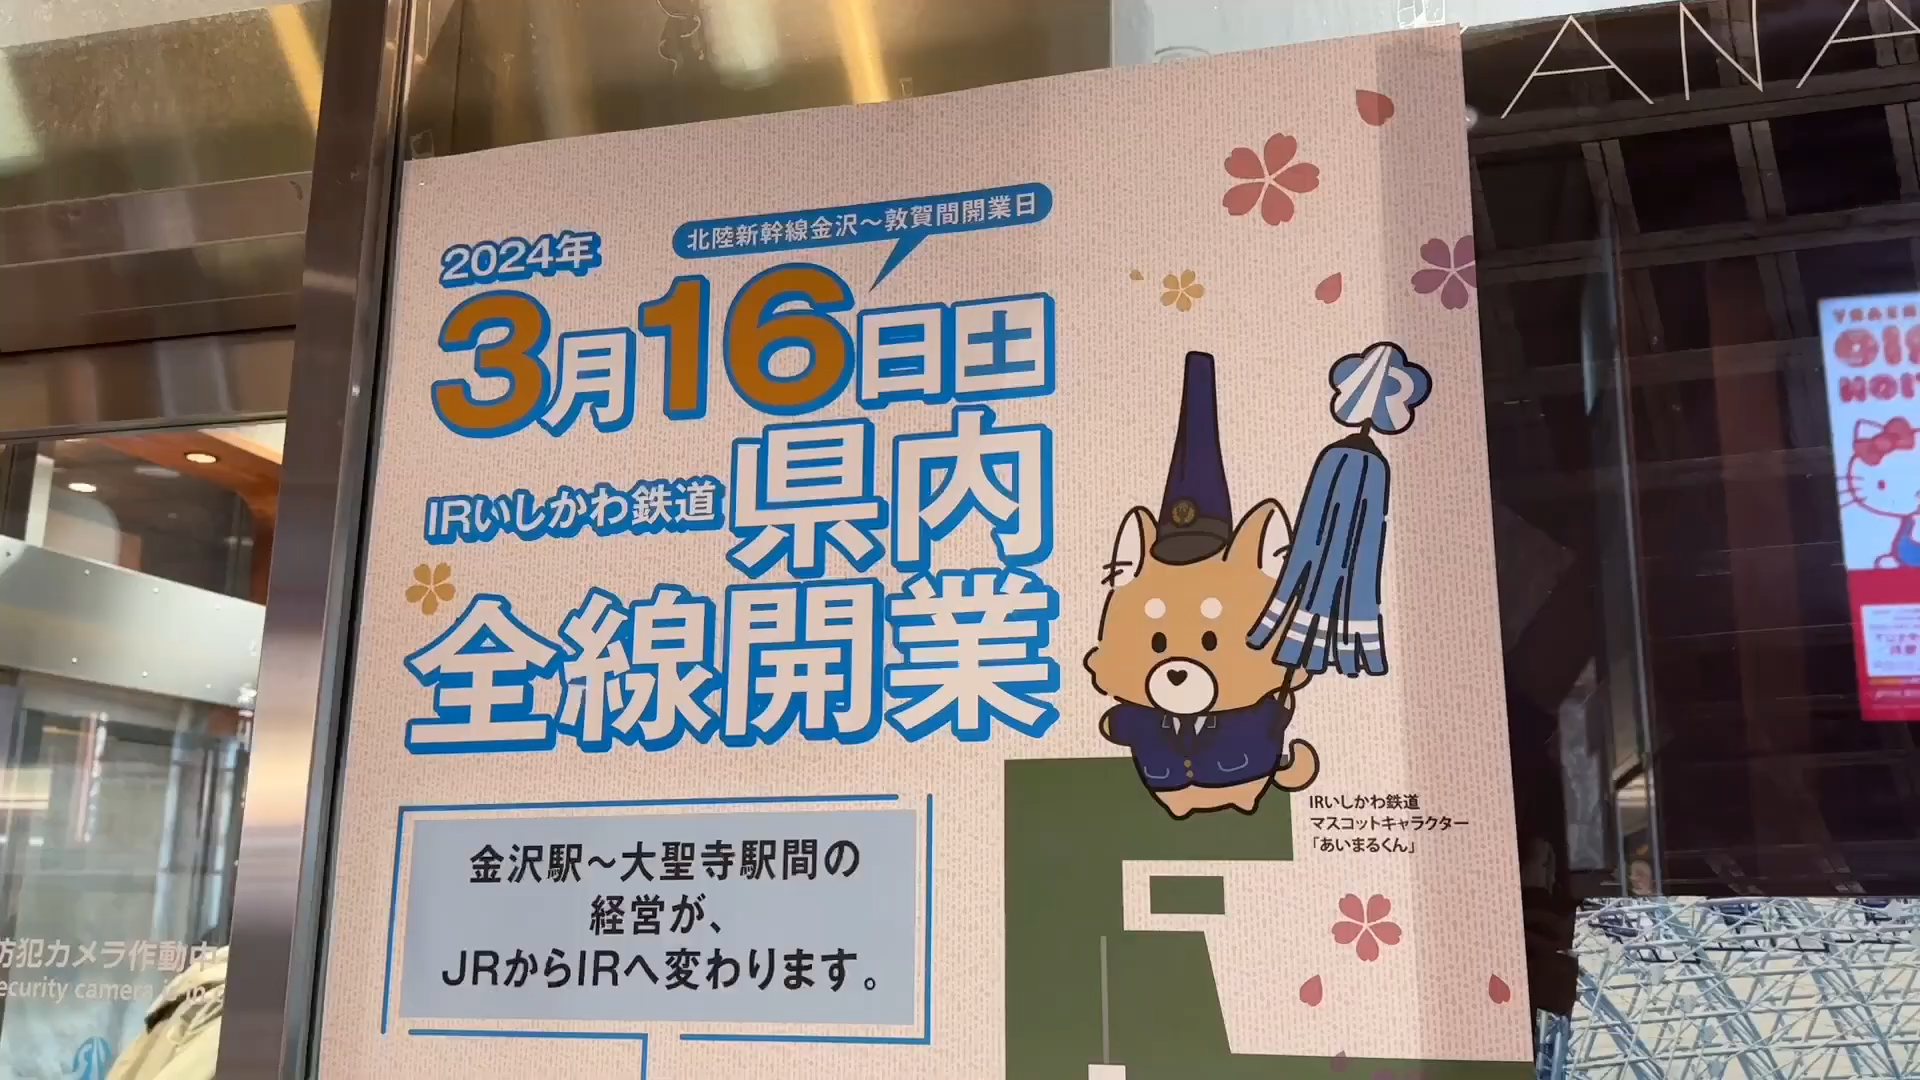 ANA
2024年
北陸新幹線金沢～敦賀間開業日
3月16日土
IRいしかわ鉄道 県内
全線開業
IR
金沢駅～大聖寺駅間の
経営が、
JRからIRへ変わります。
IRいしかわ鉄道
マスコットキャラクター
「あいまるくん」
防犯カメラ作動中
ecurity camera